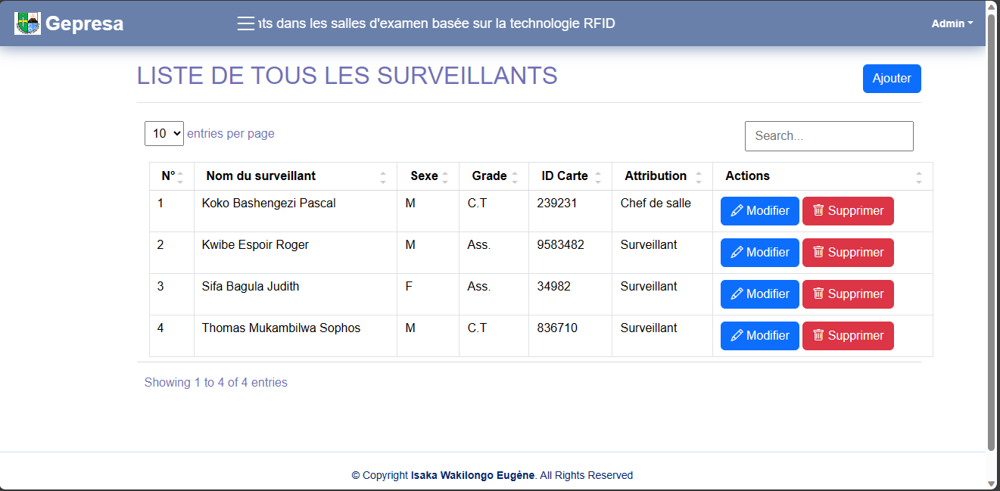 Gepresa
dans les salles d'examen basée sur la technologie RFID
Admin
LISTE DE TOUS LES SURVEILLANTS
Ajouter
10 entries per page
Search...
N° Nom du surveillant Sexe Grade ID Carte Attribution Actions
1 Koko Bashengezi Pascal M C.T 239231 Chef de salle Modifier Supprimer
2 Kwibe Espoir Roger M Ass. 9583482 Surveillant Modifier Supprimer
3 Sifa Bagula Judith F Ass. 34982 Surveillant Modifier Supprimer
4 Thomas Mukambilwa Sophos M C.T 836710 Surveillant Modifier Supprimer
Showing 1 to 4 of 4 entries
© Copyright Isaka Wakilongo Eugène. All Rights Reserved